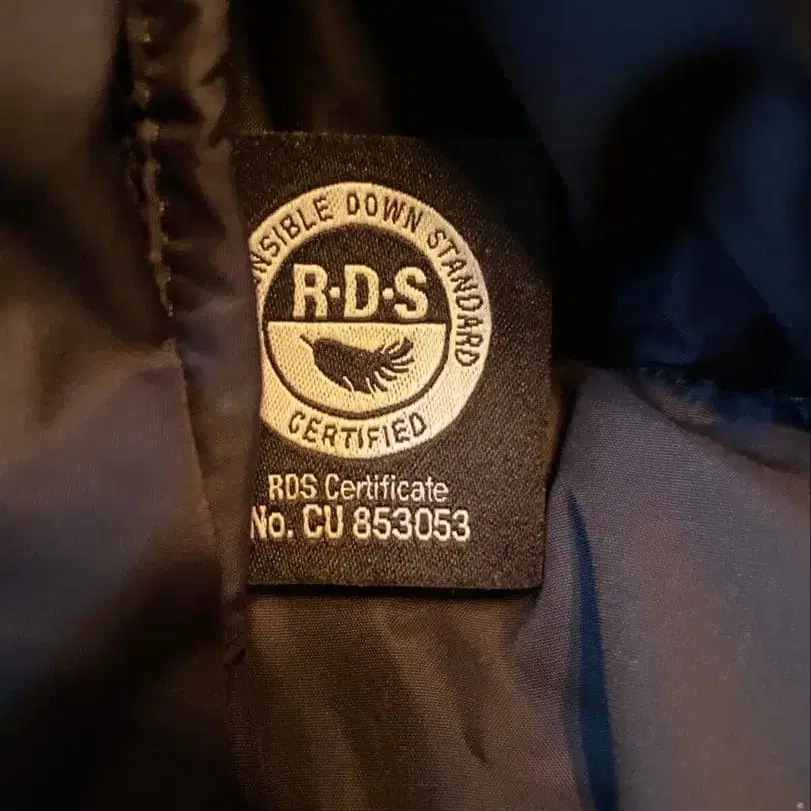 NSIBLE DOWN STANDARD
R·D·S
CERTIFIED
RDS Certificate
No. CU 853053